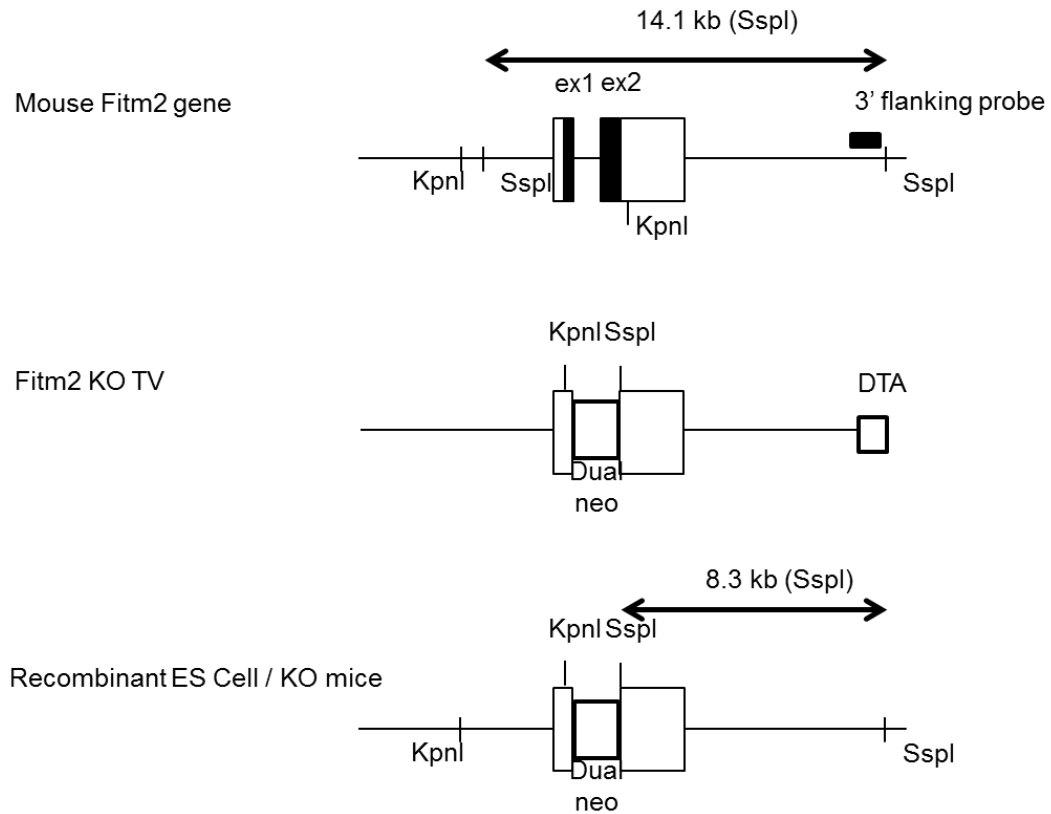 14.1 kb (SspI)
ex1 ex2
Mouse Fitm2 gene
3’ flanking probe
KpnI
SspI
SspI
KpnI
KpnI SspI
Fitm2 KO TV
DTA
Dual
neo
8.3 kb (SspI)
KpnI SspI
Recombinant ES Cell / KO mice
KpnI
SspI
Dual
neo